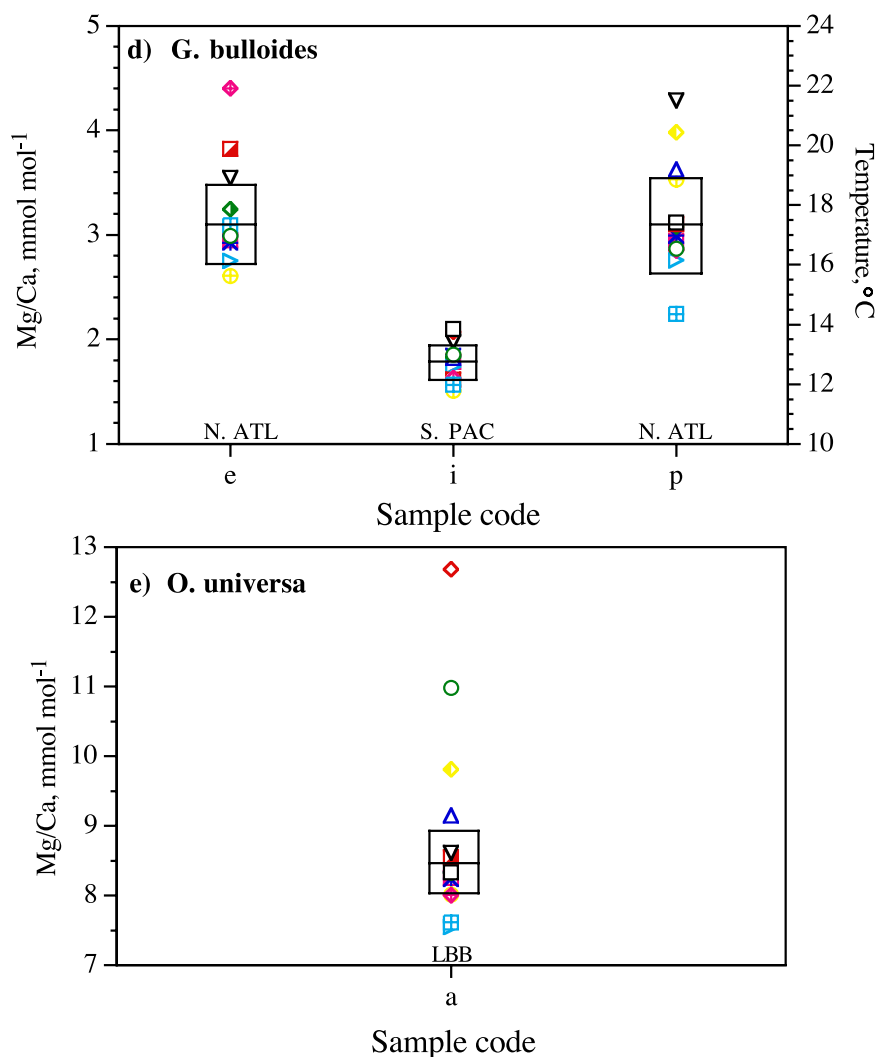 d) G. bulloides
5
4
3
2
1
Mg/Ca, mmol mol-1
24
22
20
18
16
14
12
10
Temperature, °C
N. ATL
S. PAC
N. ATL
e
i
p
Sample code
e) O. universa
13
12
11
10
9
8
7
Mg/Ca, mmol mol-1
LBB
a
Sample code